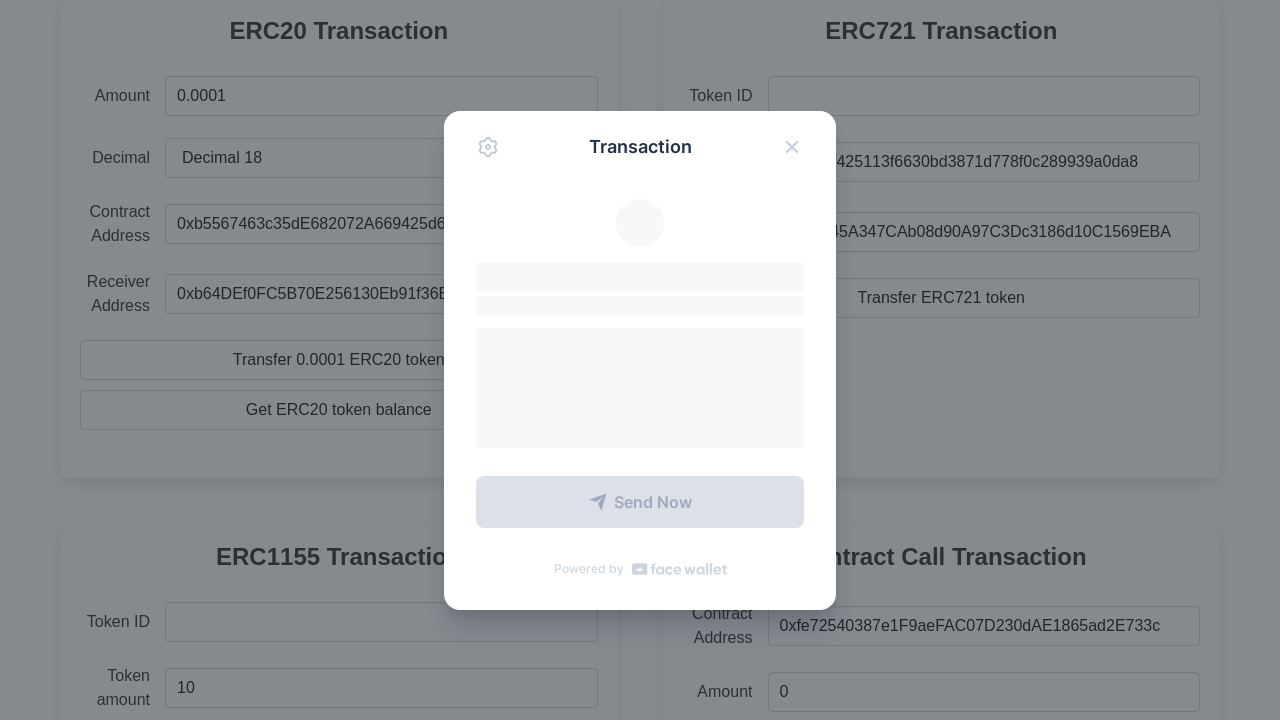 ERC20 Transaction
Amount
0.0001
Decimal
Decimal 18
Contract
Address
0xb5567463c35dE682072A669425d6
Receiver
Address
0xb64DEf0FC5B70E256130Eb91f36E
Transfer 0.0001 ERC20 token
Get ERC20 token balance
ERC721 Transaction
Token ID
425113f6630bd3871d778f0c289939a0da8
45A347CAb08d90A97C3Dc3186d10C1569EBA
Transfer ERC721 token
Transaction
Send Now
Powered by face wallet
ERC1155 Transactio
Token ID
Token
amount
10
ntract Call Transaction
Contract
Address
0xfe72540387e1F9aeFAC07D230dAE1865ad2E733c
Amount
0